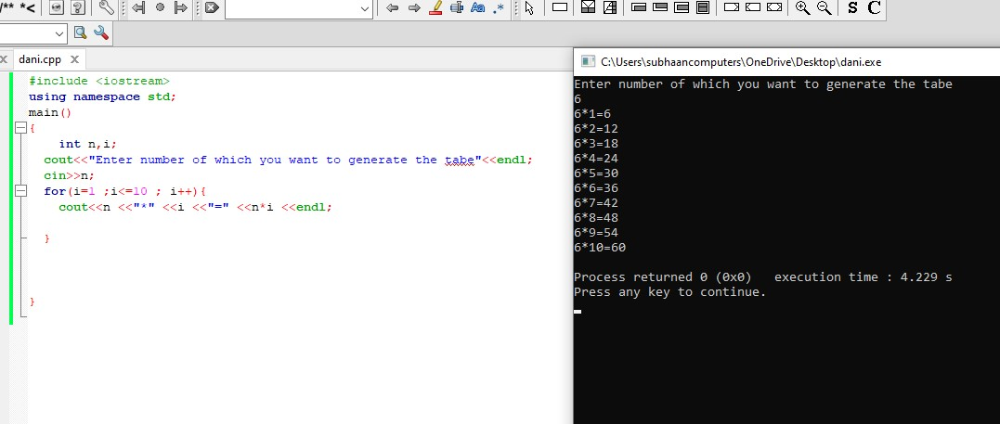 /** *<
S C
dani.cpp
#include <iostream>
using namespace std;
main()
{
int n,i;
cout<<"Enter number of which you want to generate the tabe"<<endl;
cin>>n;
for(i=1 ;i<=10 ; i++){
cout<<n <<"*" <<i <<"=" <<n*i <<endl;
}
}
C:\Users\subhaancomputers\OneDrive\Desktop\dani.exe
Enter number of which you want to generate the tabe
6
6*1=6
6*2=12
6*3=18
6*4=24
6*5=30
6*6=36
6*7=42
6*8=48
6*9=54
6*10=60
Process returned 0 (0x0)   execution time : 4.229 s
Press any key to continue.